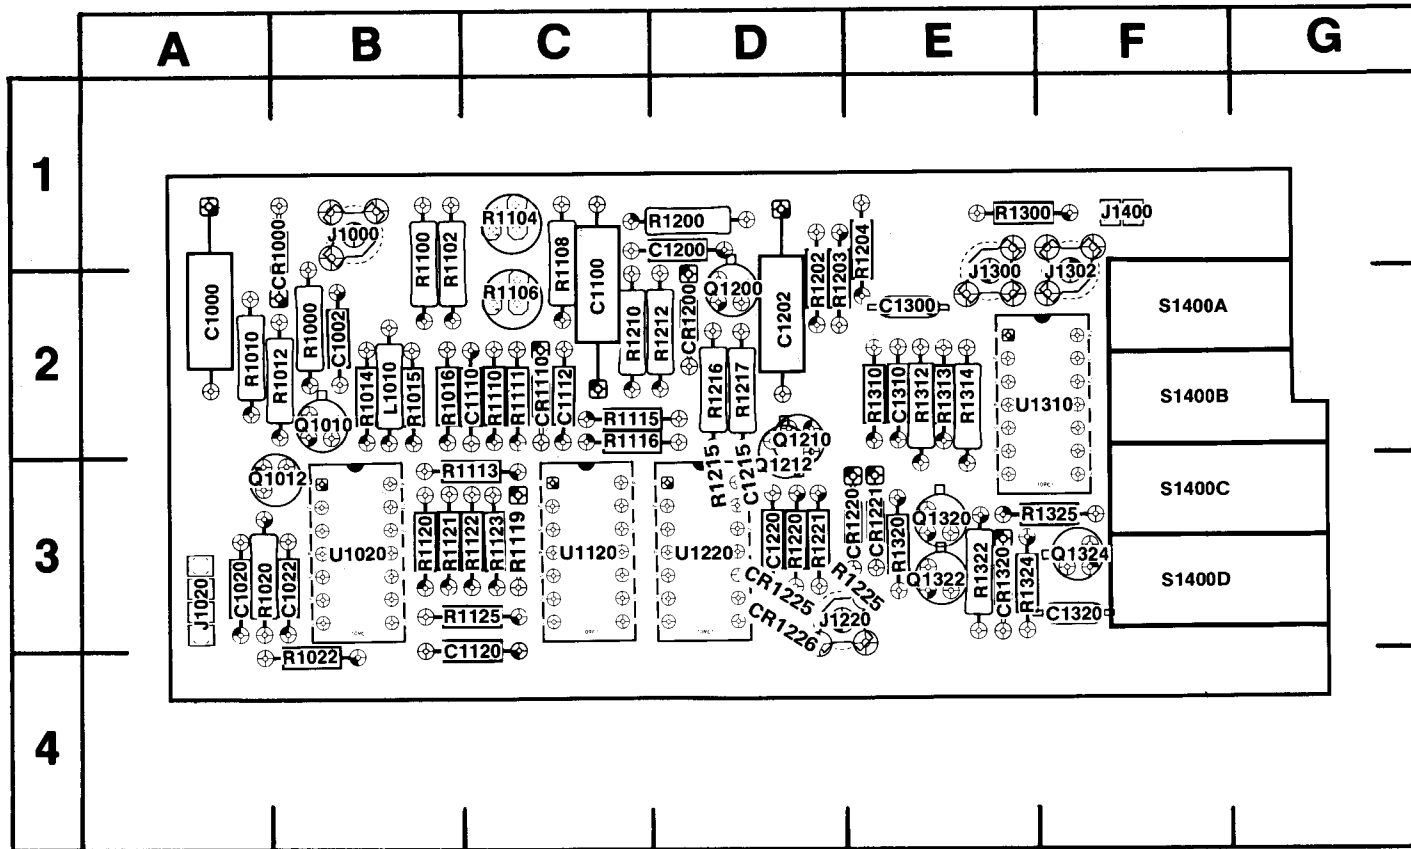 A B C D E F G
1
R1104 R1200 R1300 J1400
CR1000 J1000 R1100 R1102 R1108 C1100 C1200 R1202 R1203 R1204
J1300 J1302
C1000 R1106 CR1200 Q1200 C1202 C1300 S1400A
2
R1010 R1012 R1000 C1002 R1210 R1212
R1014 L1010 R1015 R1016 C1110 R1110 R1111 CR1110 C1112 R1216 R1217 R1310 C1310 R1312 R1313 R1314 U1310 S1400B
Q1010 R1115 Q1210
R1116 Q1212
Q1012 R1113 R1215 C1215 S1400C
3
U1020 R1120 R1121 R1122 R1123 R1119 U1120 U1220 C1220 R1220 R1221 CR1220 CR1221 R1320 Q1320 R1325
Q1324
J1020 C1020 R1020 C1022 CR1225 R1225 Q1322 R1322 CR1320 R1324 S1400D
R1125 CR1226 J1220 C1320
R1022 C1120
4